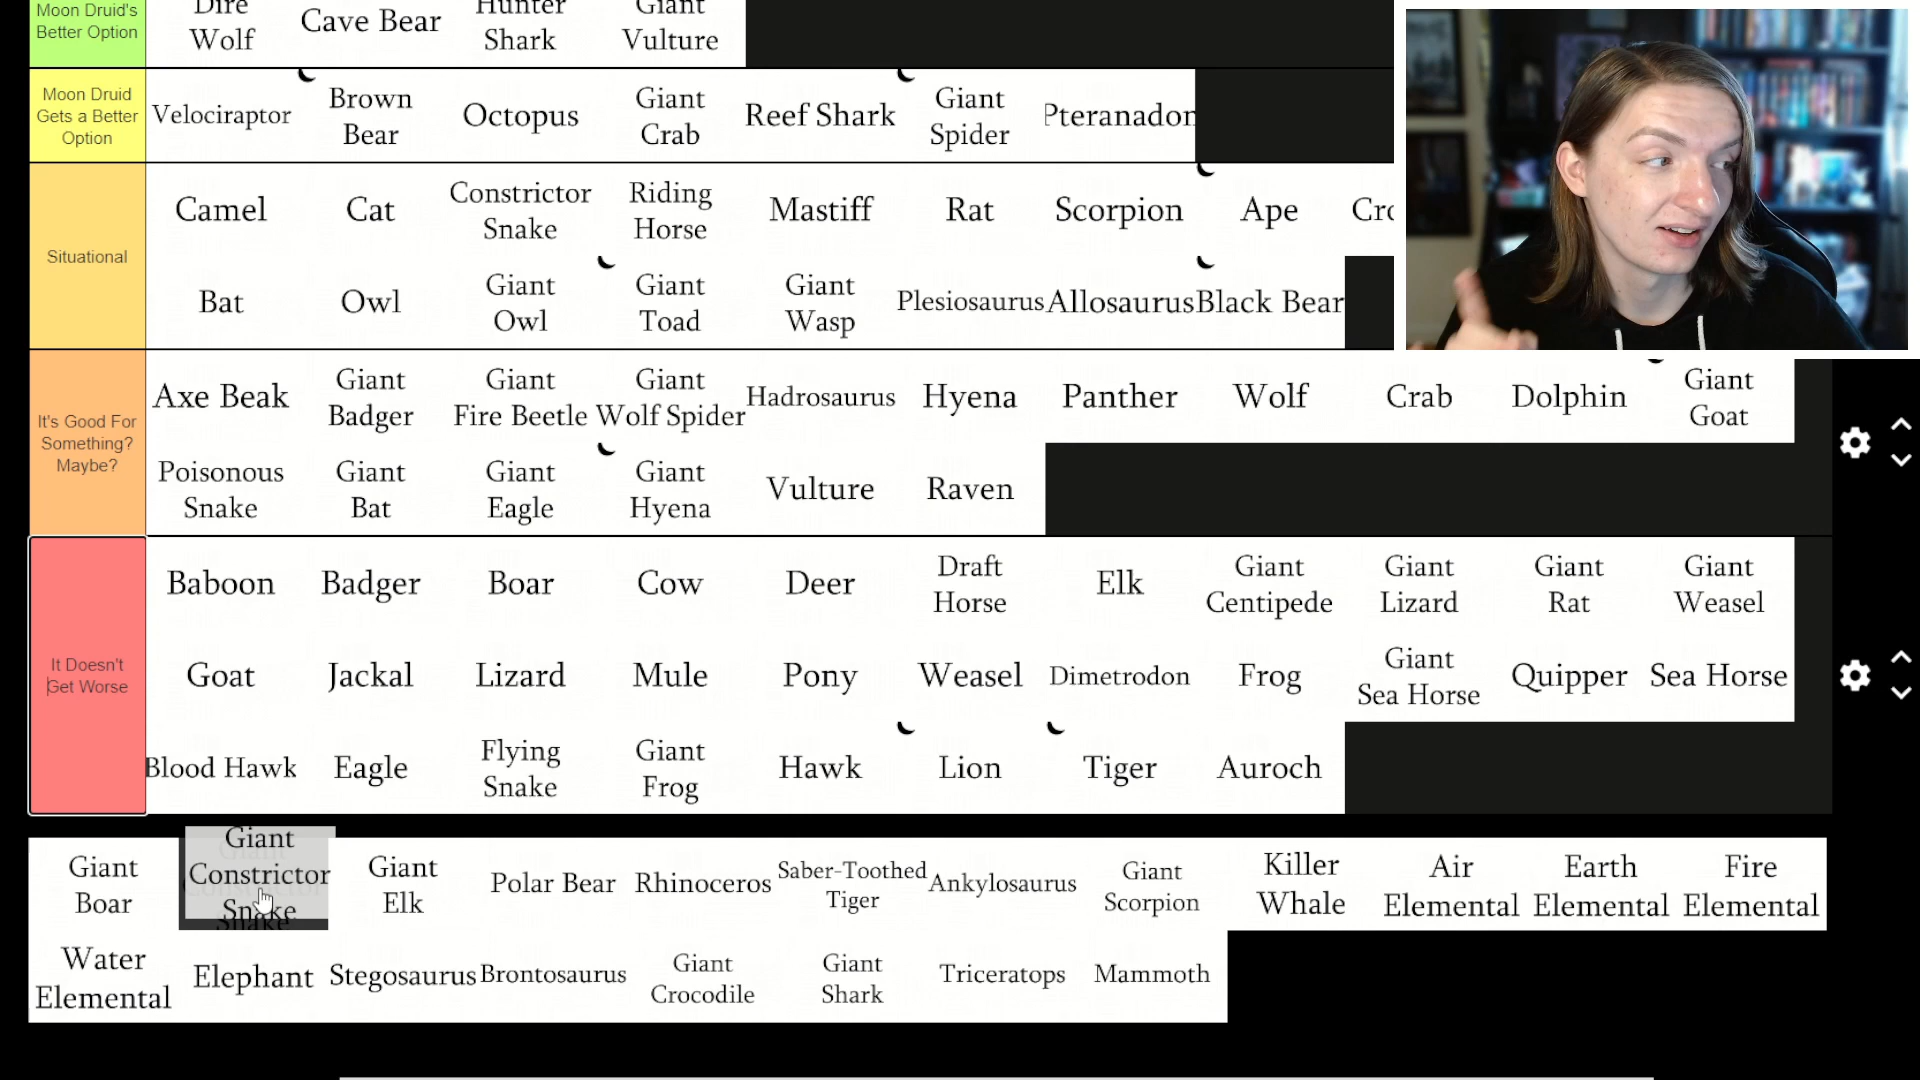 Moon Druid's
Better Option
Dire
Wolf
Cave Bear
Hunter
Shark
Giant
Vulture
Moon Druid
Gets a Better
Option
Velociraptor
Brown
Bear
Octopus
Giant
Crab
Reef Shark
Giant
Spider
Pteranadon
Situational
Camel
Cat
Constrictor
Snake
Riding
Horse
Mastiff
Rat
Scorpion
Ape
Cro
Bat
Owl
Giant
Owl
Giant
Toad
Giant
Wasp
Plesiosaurus
Allosaurus
Black Bear
It's Good For
Something?
Maybe?
Axe Beak
Giant
Badger
Giant
Fire Beetle
Giant
Wolf Spider
Hadrosaurus
Hyena
Panther
Wolf
Crab
Dolphin
Giant
Goat
Poisonous
Snake
Giant
Bat
Giant
Eagle
Giant
Hyena
Vulture
Raven
It Doesn't
Get Worse
Baboon
Badger
Boar
Cow
Deer
Draft
Horse
Elk
Giant
Centipede
Giant
Lizard
Giant
Rat
Giant
Weasel
Goat
Jackal
Lizard
Mule
Pony
Weasel
Dimetrodon
Frog
Giant
Sea Horse
Quipper
Sea Horse
Blood Hawk
Eagle
Flying
Snake
Giant
Frog
Hawk
Lion
Tiger
Auroch
Giant
Boar
Giant
Constrictor
Snake
Giant
Elk
Polar Bear
Rhinoceros
Saber-Toothed
Tiger
Ankylosaurus
Giant
Scorpion
Killer
Whale
Air
Elemental
Earth
Elemental
Fire
Elemental
Water
Elemental
Elephant
Stegosaurus
Brontosaurus
Giant
Crocodile
Giant
Shark
Triceratops
Mammoth